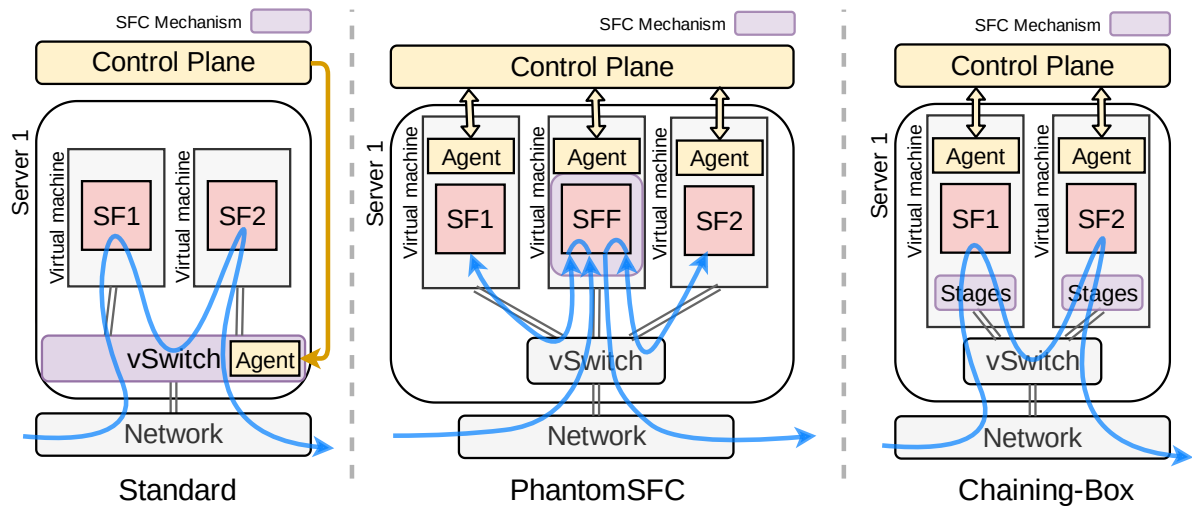 SFC Mechanism
Control Plane
Server 1
Virtual machine
SF1
Virtual machine
SF2
vSwitch
Agent
Network
Standard
SFC Mechanism
Control Plane
Server 1
Virtual machine
Agent
SF1
Virtual machine
Agent
SFF
Virtual machine
Agent
SF2
vSwitch
Network
PhantomSFC
SFC Mechanism
Control Plane
Server 1
Virtual machine
Agent
SF1
Stages
Virtual machine
Agent
SF2
Stages
vSwitch
Network
Chaining-Box